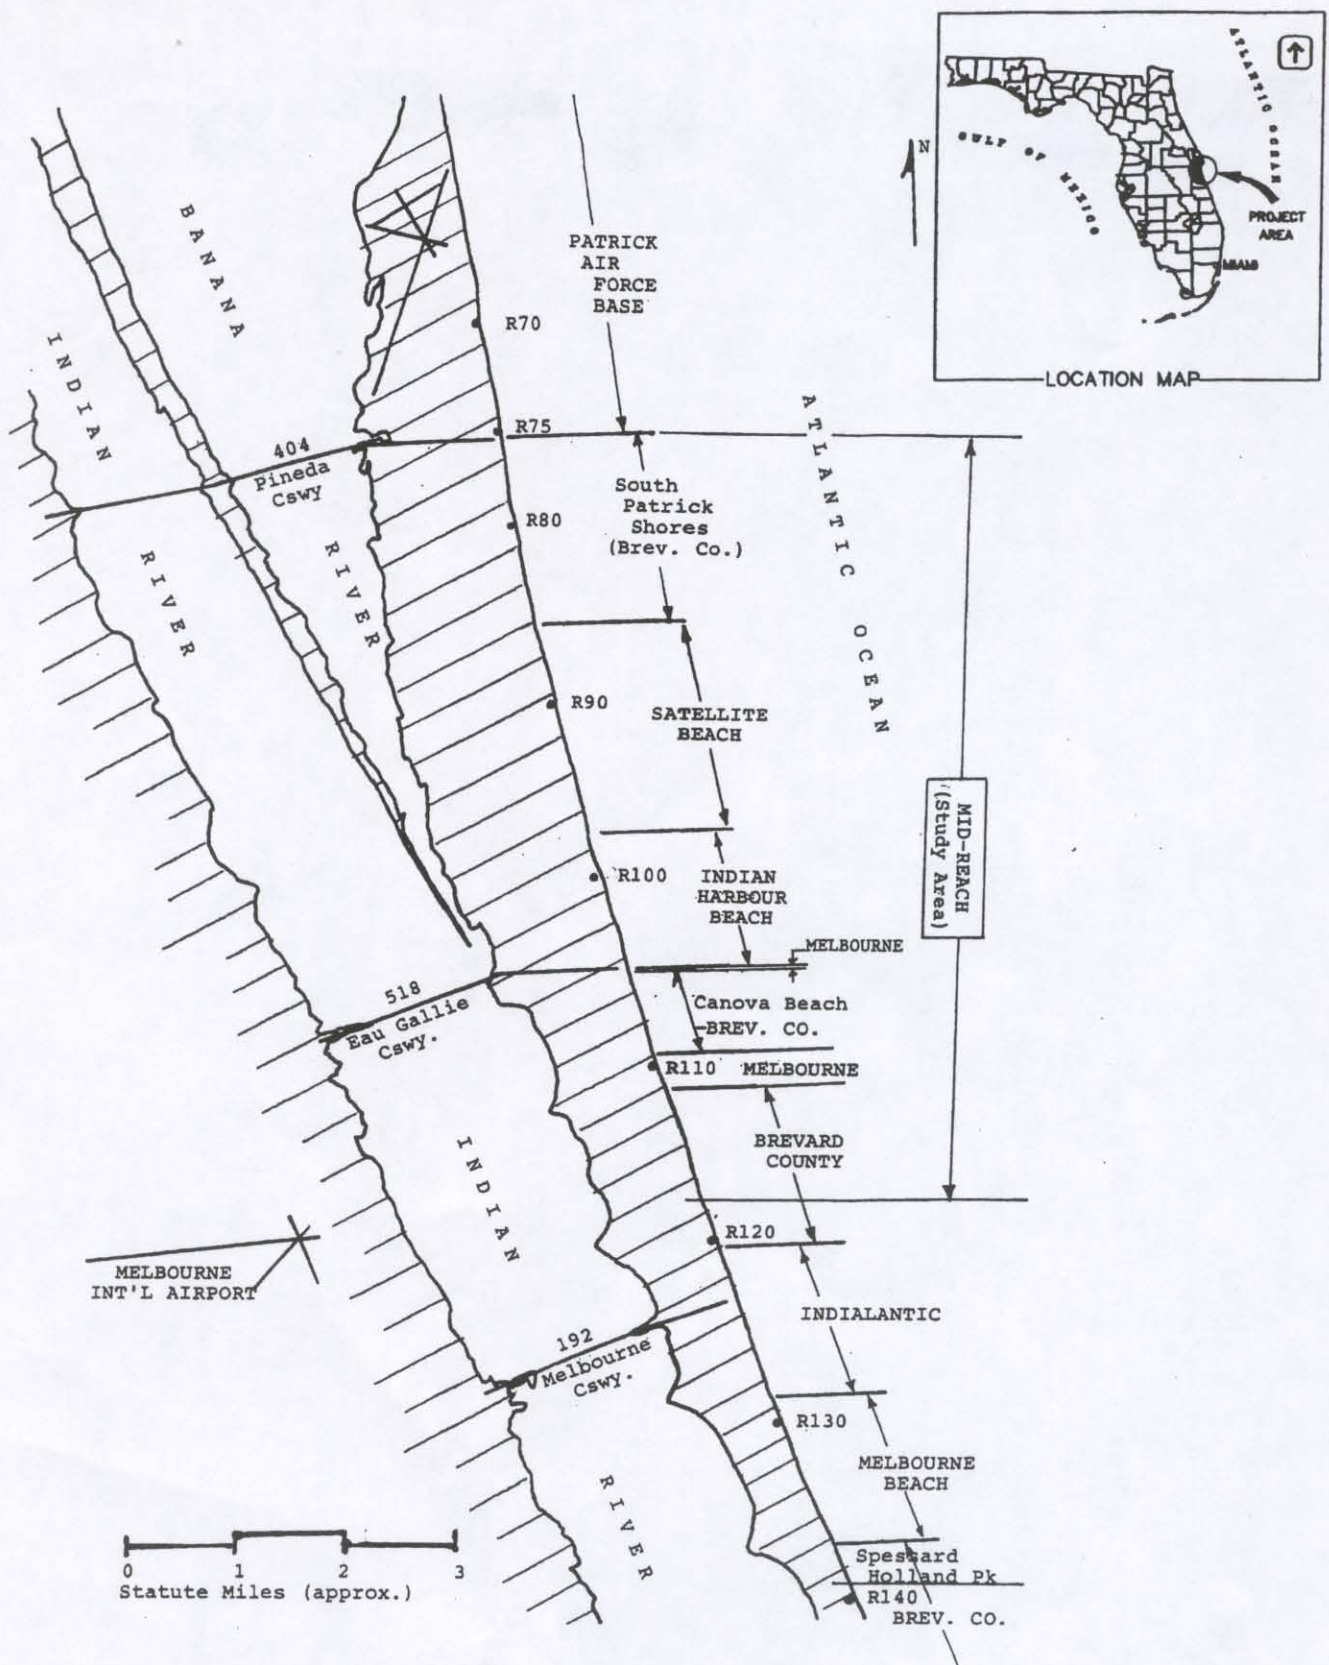 ATLANTIC OCEAN
N
GULF OF
MEXICO
PROJECT
AREA
MIAMI
LOCATION MAP
BANANA
RIVER
INDIAN
RIVER
PATRICK
AIR
FORCE
BASE
R70
R75
404
Pineda
Cswy
ATLANTIC OCEAN
South
Patrick
Shores
(Brev. Co.)
R80
R90
SATELLITE
BEACH
MID-REACH
(Study Area)
R100
INDIAN
HARBOUR
BEACH
MELBOURNE
518
Eau Gallie
Cswy.
Canova Beach
BREV. CO.
R110 MELBOURNE
BREVARD
COUNTY
INDIAN
RIVER
R120
MELBOURNE
INT'L AIRPORT
INDIALANTIC
192
Melbourne
Cswy.
R130
MELBOURNE
BEACH
Spessard
Holland Pk
R140
BREV. CO.
0 1 2 3
Statute Miles (approx.)